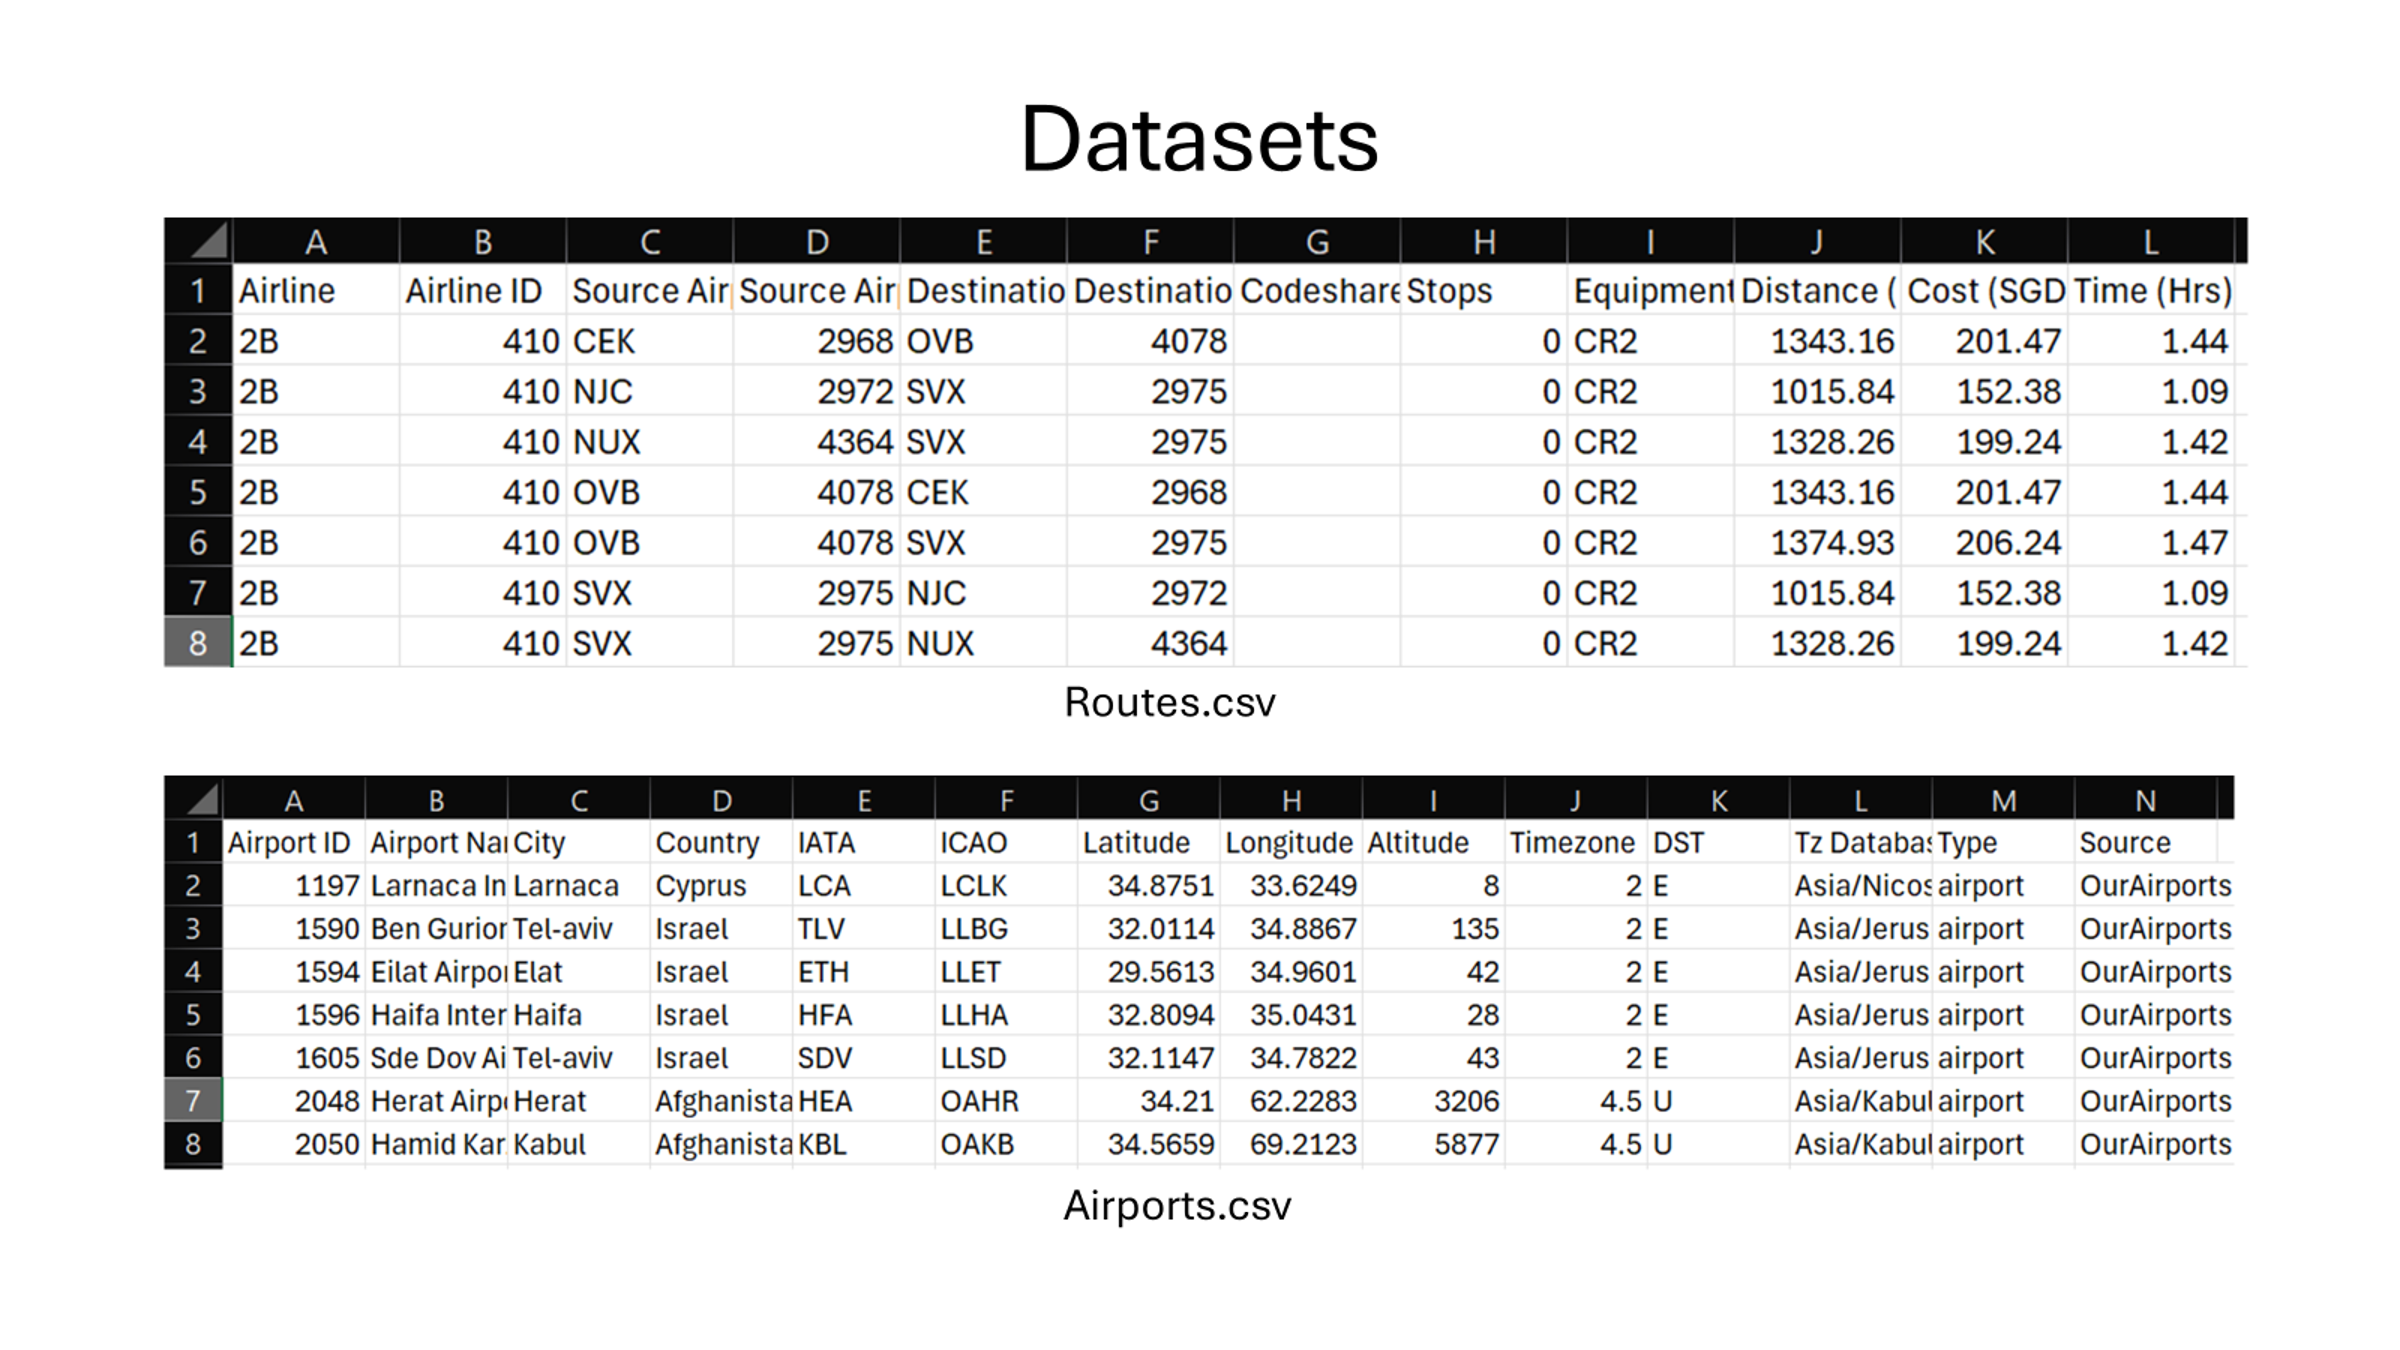 Datasets
A B C D E F G H I J K L
1 Airline Airline ID Source Air Source Air Destinatio Destinatio Codeshare Stops Equipment Distance ( Cost (SGD Time (Hrs)
2 2B 410 CEK 2968 OVB 4078 0 CR2 1343.16 201.47 1.44
3 2B 410 NJC 2972 SVX 2975 0 CR2 1015.84 152.38 1.09
4 2B 410 NUX 4364 SVX 2975 0 CR2 1328.26 199.24 1.42
5 2B 410 OVB 4078 CEK 2968 0 CR2 1343.16 201.47 1.44
6 2B 410 OVB 4078 SVX 2975 0 CR2 1374.93 206.24 1.47
7 2B 410 SVX 2975 NJC 2972 0 CR2 1015.84 152.38 1.09
8 2B 410 SVX 2975 NUX 4364 0 CR2 1328.26 199.24 1.42
Routes.csv
A B C D E F G H I J K L M N
1 Airport ID Airport Nai City Country IATA ICAO Latitude Longitude Altitude Timezone DST Tz Databas Type Source
2 1197 Larnaca In Larnaca Cyprus LCA LCLK 34.8751 33.6249 8 2 E Asia/Nicos airport OurAirports
3 1590 Ben Gurior Tel-aviv Israel TLV LLBG 32.0114 34.8867 135 2 E Asia/Jerus airport OurAirports
4 1594 Eilat Airpor Elat Israel ETH LLET 29.5613 34.9601 42 2 E Asia/Jerus airport OurAirports
5 1596 Haifa Inter Haifa Israel HFA LLHA 32.8094 35.0431 28 2 E Asia/Jerus airport OurAirports
6 1605 Sde Dov Ai Tel-aviv Israel SDV LLSD 32.1147 34.7822 43 2 E Asia/Jerus airport OurAirports
7 2048 Herat Airp Herat Afghanista HEA OAHR 34.21 62.2283 3206 4.5 U Asia/Kabul airport OurAirports
8 2050 Hamid Kar Kabul Afghanista KBL OAKB 34.5659 69.2123 5877 4.5 U Asia/Kabul airport OurAirports
Airports.csv